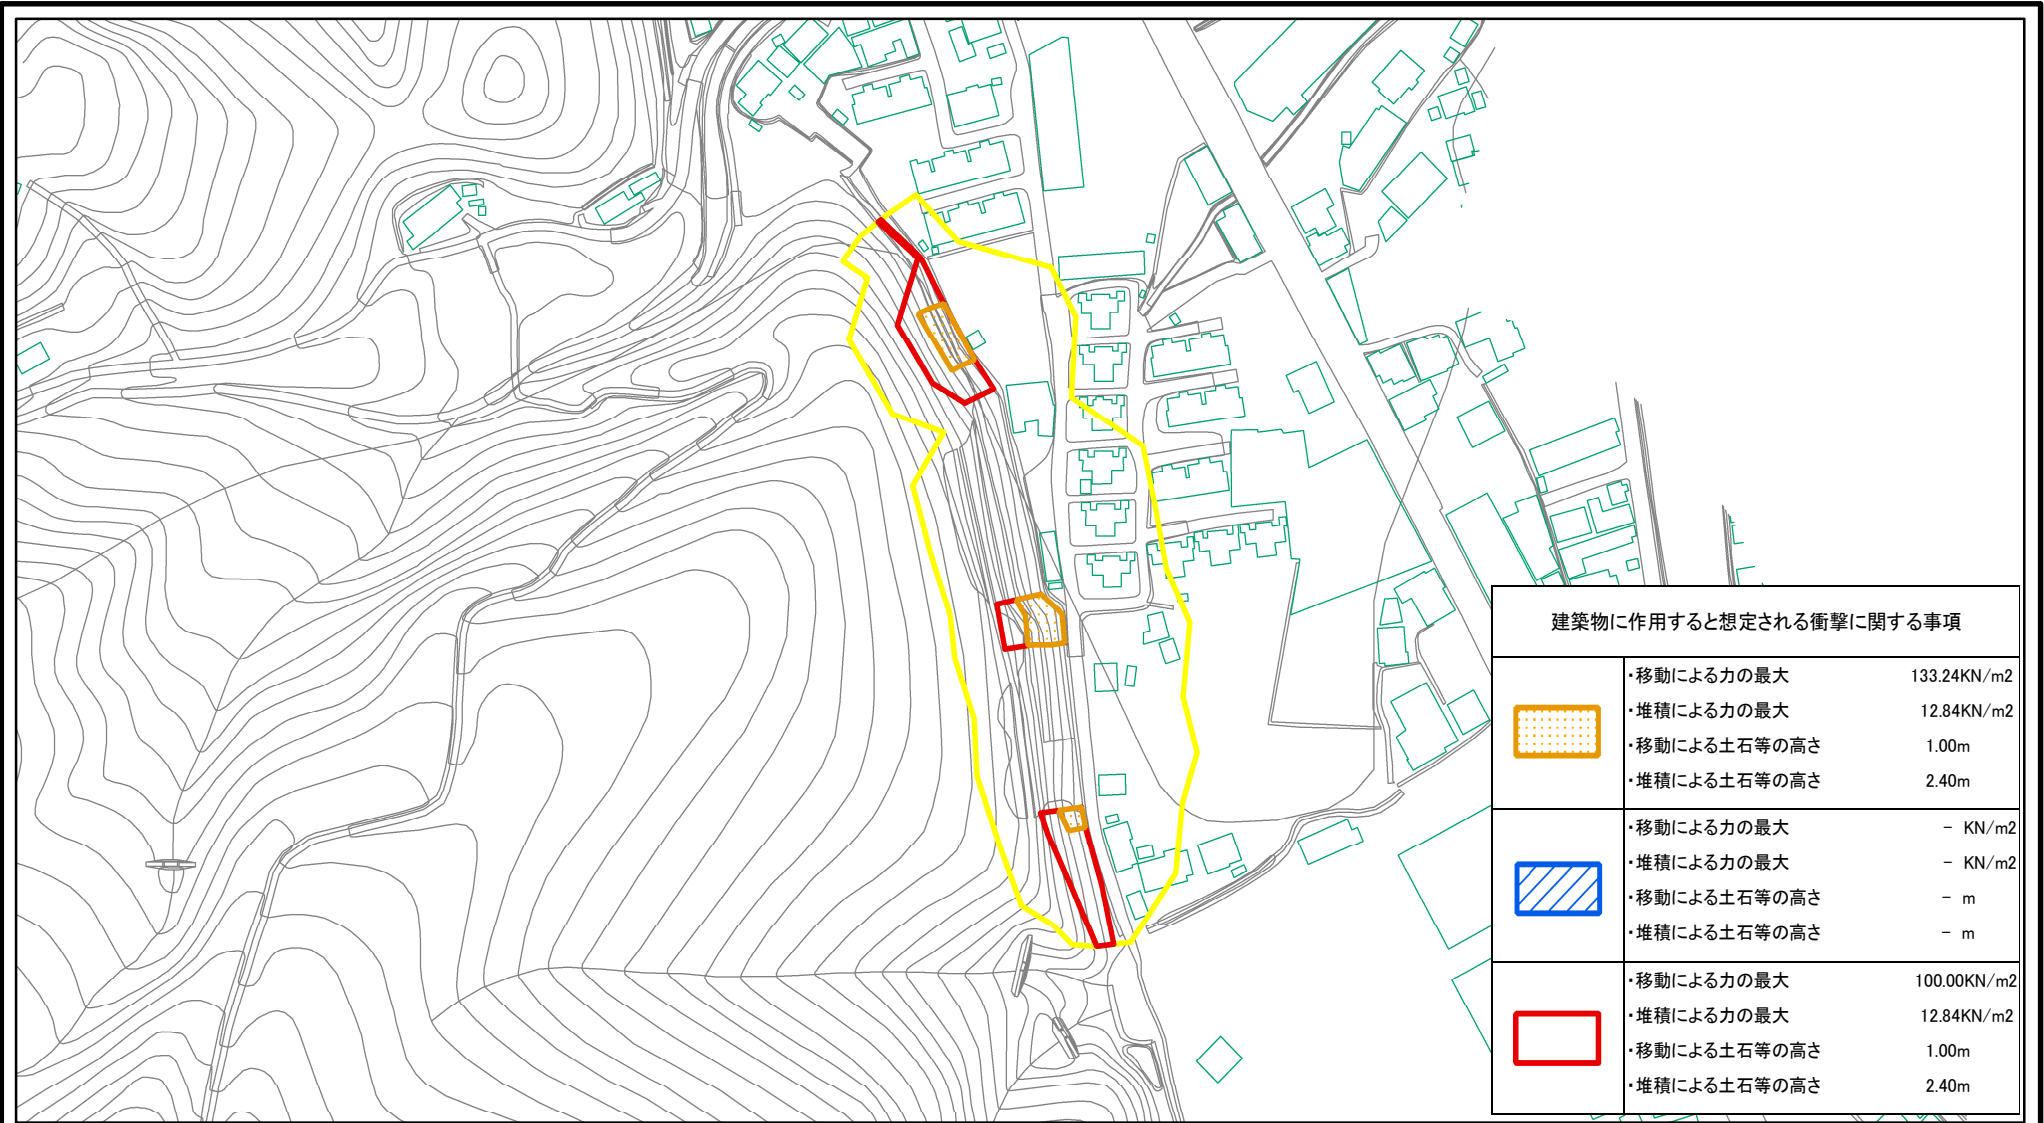 建築物に作用すると想定される衝撃に関する事項
・移動による力の最大 133.24KN/m2
・堆積による力の最大 12.84KN/m2
・移動による土石等の高さ 1.00m
・堆積による土石等の高さ 2.40m
・移動による力の最大 - KN/m2
・堆積による力の最大 - KN/m2
・移動による土石等の高さ - m
・堆積による土石等の高さ - m
・移動による力の最大 100.00KN/m2
・堆積による力の最大 12.84KN/m2
・移動による土石等の高さ 1.00m
・堆積による土石等の高さ 2.40m